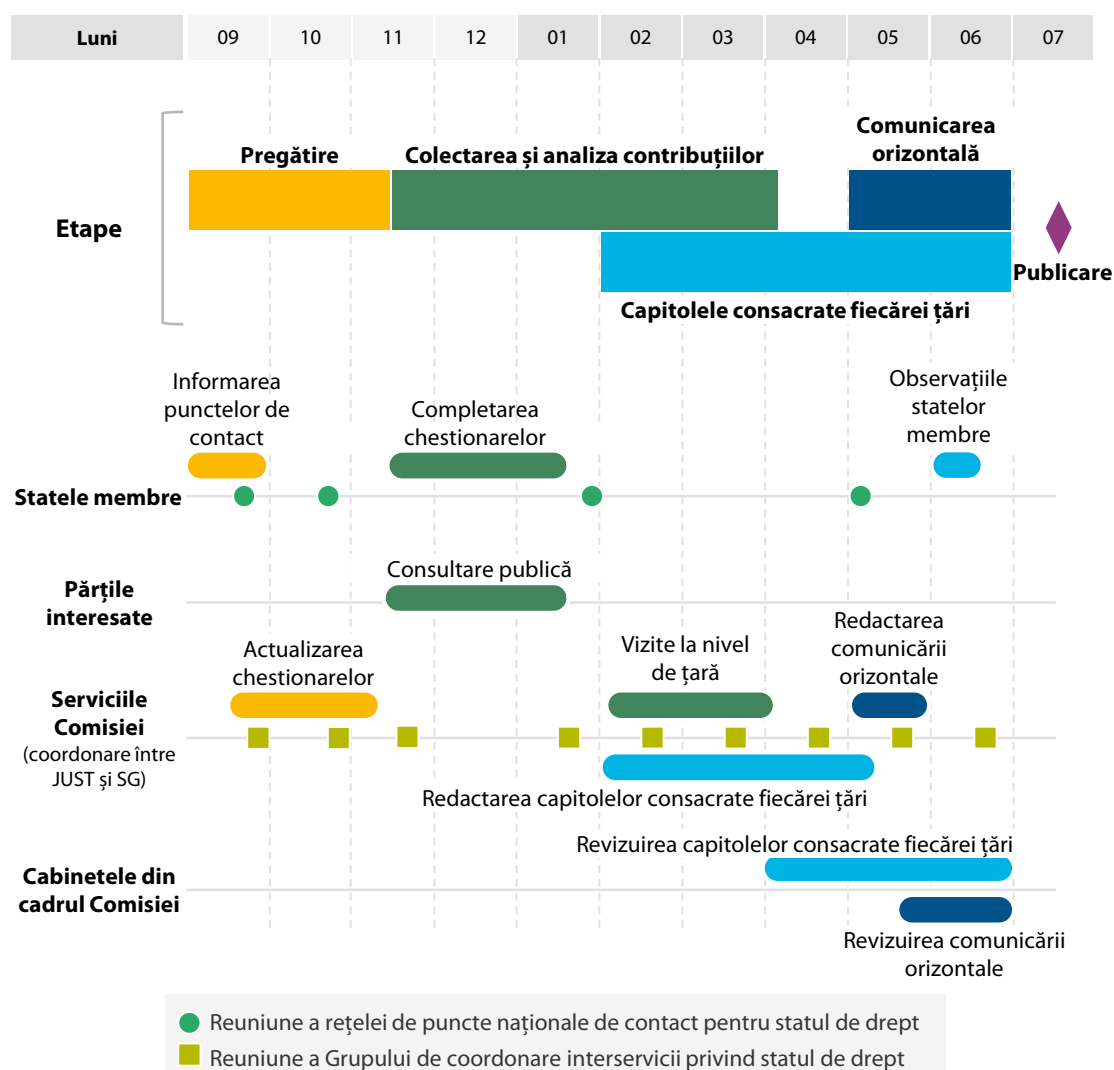 Luni 09 10 11 12 01 02 03 04 05 06 07
Comunicarea
orizontală
Pregătire
Colectarea și analiza contribuțiilor
Etape
Publicare
Capitolele consacrate fiecărei țări
Informarea
punctelor de
contact
Completarea
chestionarelor
Observațiile
statelor
membre
Statele membre
Consultare publică
Părțile
interesate
Actualizarea
chestionarelor
Vizite la nivel
de țară
Redactarea
comunicării
orizontale
Serviciile
Comisiei
(coordonare între
JUST și SG)
Redactarea capitolelor consacrate fiecărei țări
Revizuirea capitolelor consacrate fiecărei țări
Cabinetele din
cadrul Comisiei
Revizuirea comunicării
orizontale
Reuniune a rețelei de puncte naționale de contact pentru statul de drept
Reuniune a Grupului de coordonare interservicii privind statul de drept